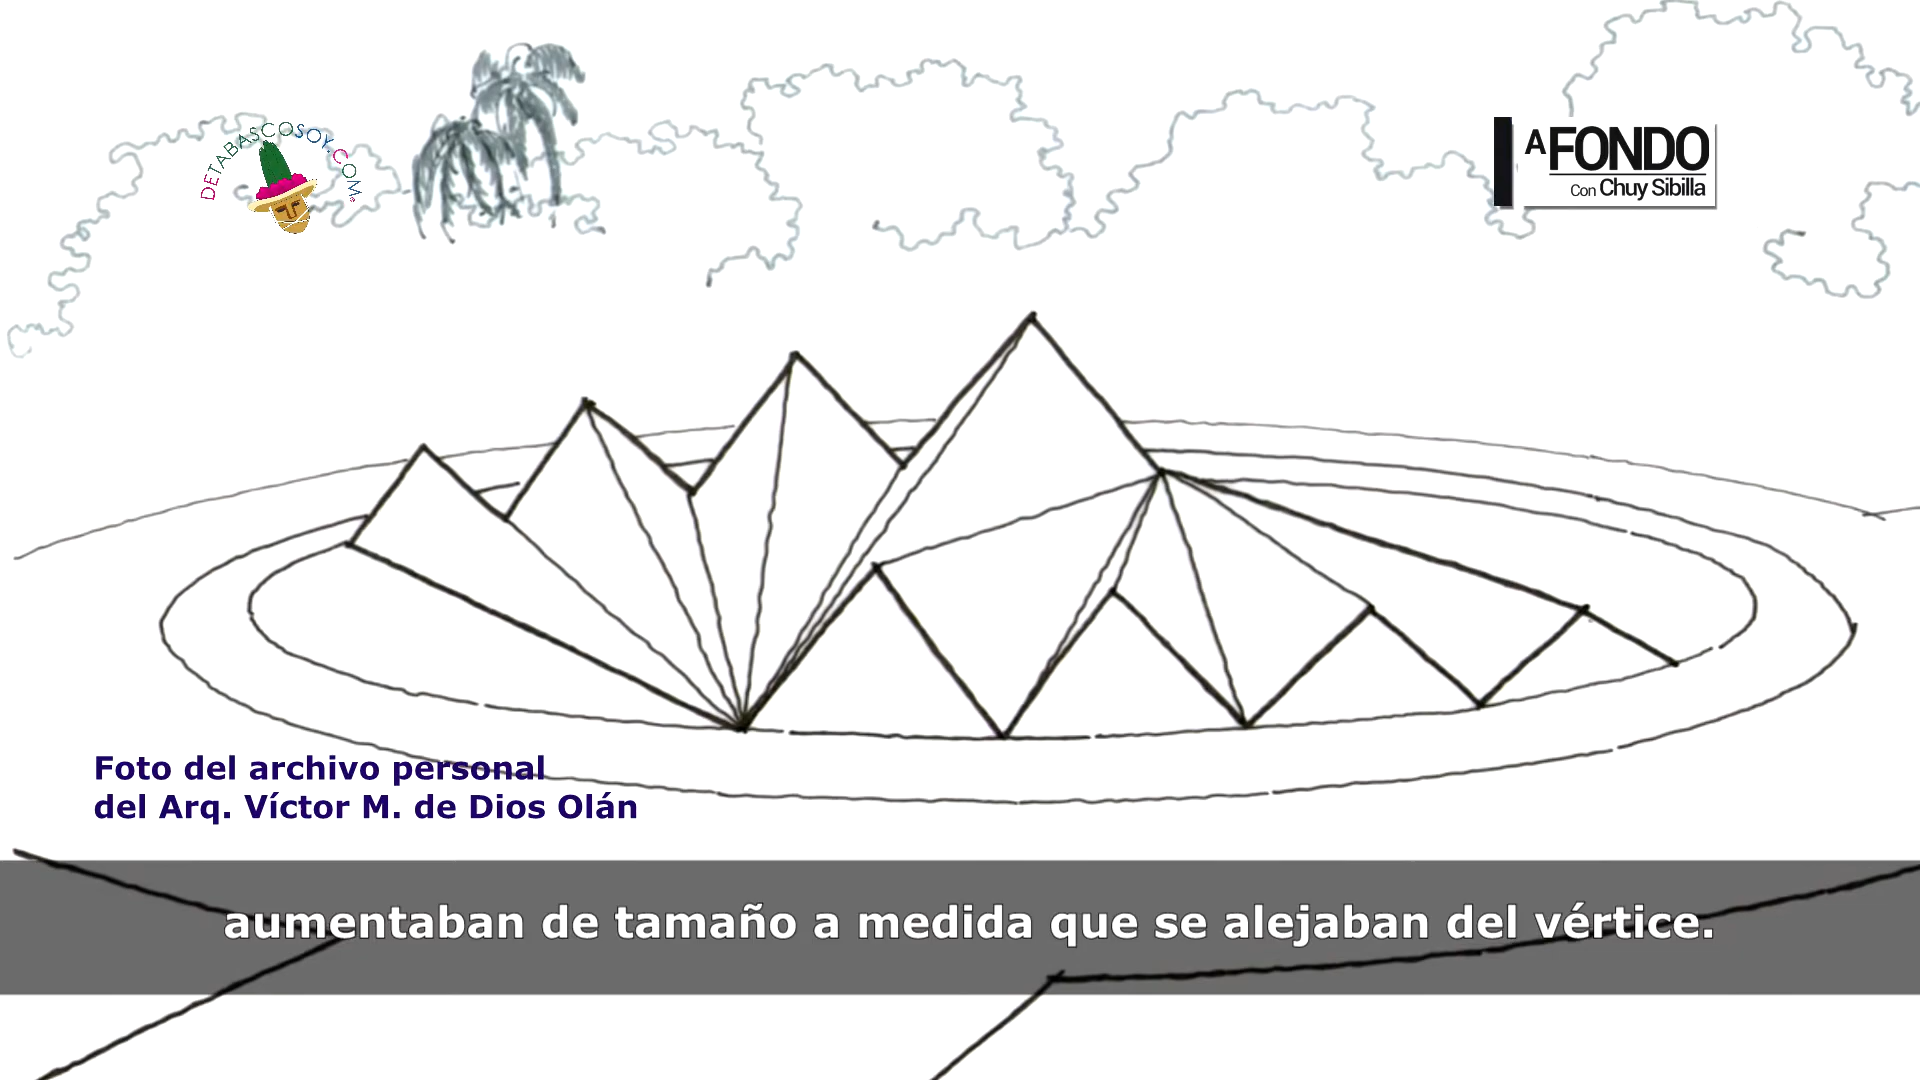 DETABASCOSOY.COM
A FONDO
Con Chuy Sibilla
Foto del archivo personal
del Arq. Víctor M. de Dios Olán
aumentaban de tamaño a medida que se alejaban del vértice.